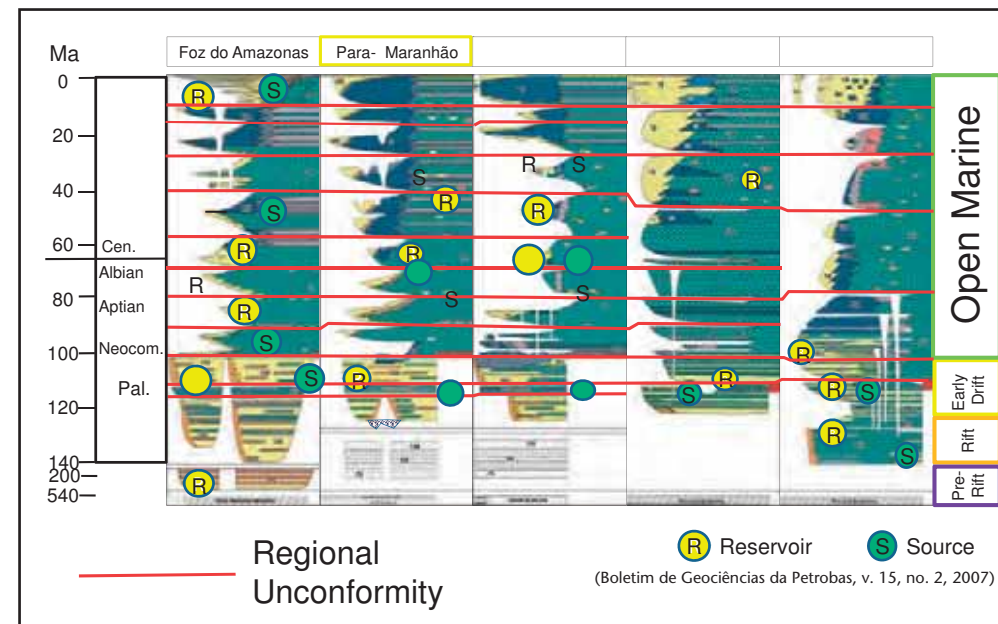 Ma
Foz do Amazonas
Para- Maranhão
0
20
40
60
80
100
120
140
200
540
Cen.
Albian
Aptian
Neocom.
Pal.
R
S
S
R
R
R
S
S
R
S
R
R
S
R
R
S
R
S
R
R
S
R
R
S
R
S
Open Marine
Early
Drift
Rift
Pre-
Rift
Regional
Unconformity
R Reservoir
S Source
(Boletim de Geociências da Petrobas, v. 15, no. 2, 2007)